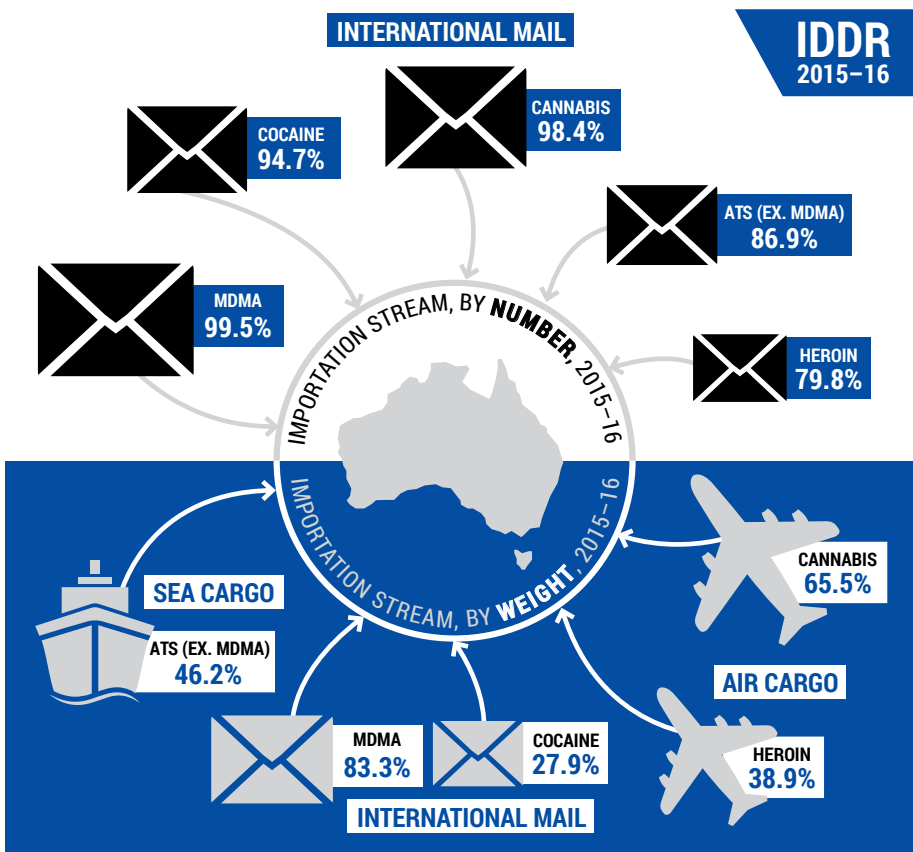 INTERNATIONAL MAIL
IDDR
2015–16
COCAINE
94.7%
CANNABIS
98.4%
ATS (EX. MDMA)
86.9%
MDMA
99.5%
HEROIN
79.8%
IMPORTATION STREAM, BY NUMBER, 2015–16
IMPORTATION STREAM, BY WEIGHT, 2015–16
SEA CARGO
ATS (EX. MDMA)
46.2%
CANNABIS
65.5%
AIR CARGO
MDMA
83.3%
COCAINE
27.9%
HEROIN
38.9%
INTERNATIONAL MAIL